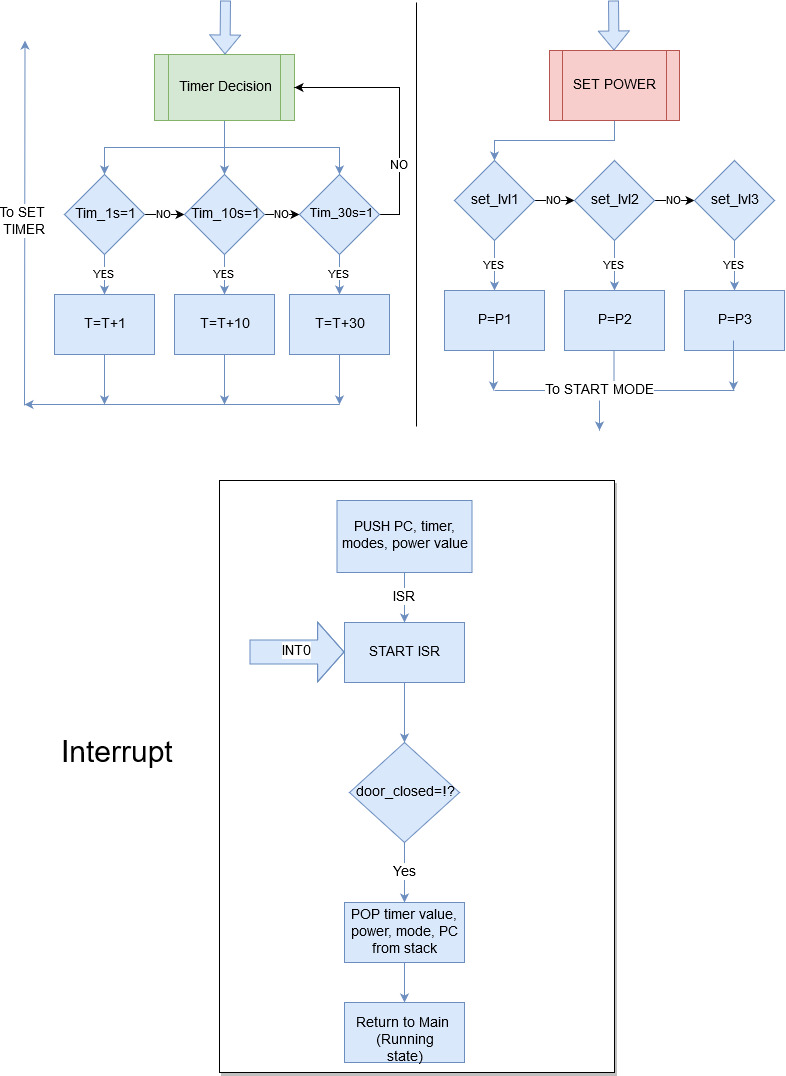 Timer Decision
NO
To SET
TIMER
Tim_1s=1
NO
Tim_10s=1
NO
Tim_30s=1
YES
YES
YES
T=T+1
T=T+10
T=T+30
SET POWER
set_lvl1
NO
set_lvl2
NO
set_lvl3
YES
YES
YES
P=P1
P=P2
P=P3
To START MODE
Interrupt
PUSH PC, timer,
modes, power value
ISR
INT0
START ISR
door_closed=!?
Yes
POP timer value,
power, mode, PC
from stack
Return to Main
(Running
state)